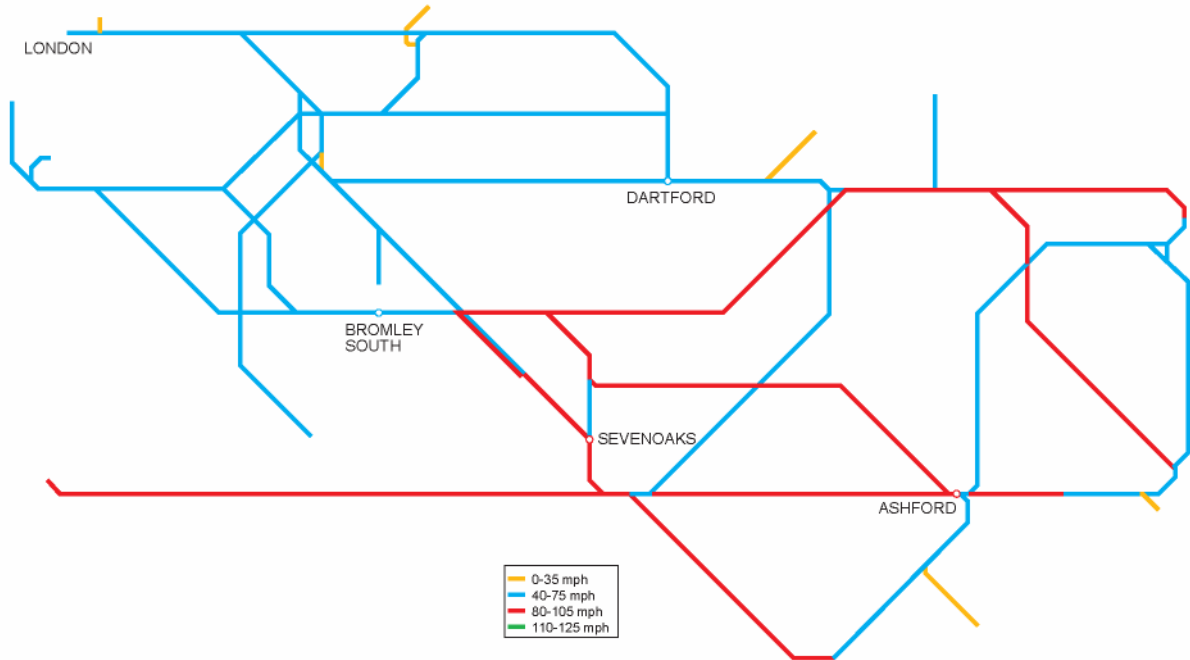 LONDON
DARTFORD
BROMLEY
SOUTH
SEVENOAKS
ASHFORD
0-35 mph
40-75 mph
80-105 mph
110-125 mph